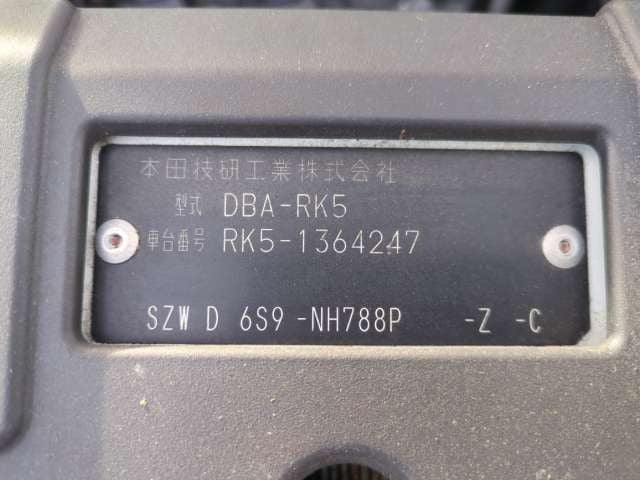 本田技研工業株式会社
型式 DBA-RK5
車台番号 RK5-1364247
SZW D 6S9 -NH788P -Z -C